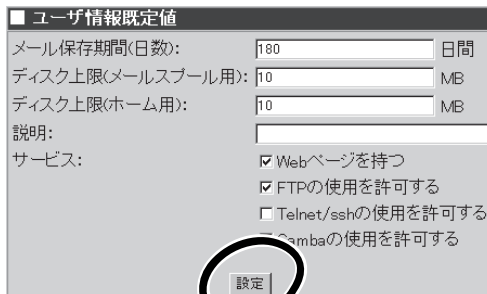 ■ ユーザ情報既定値
メール保存期間(日数): 180 日間
ディスク上限(メールスプール用): 10 MB
ディスク上限(ホーム用): 10 MB
説明:
サービス: Webページを持つ
FTPの使用を許可する
Telnet/sshの使用を許可する
Sambaの使用を許可する
設定